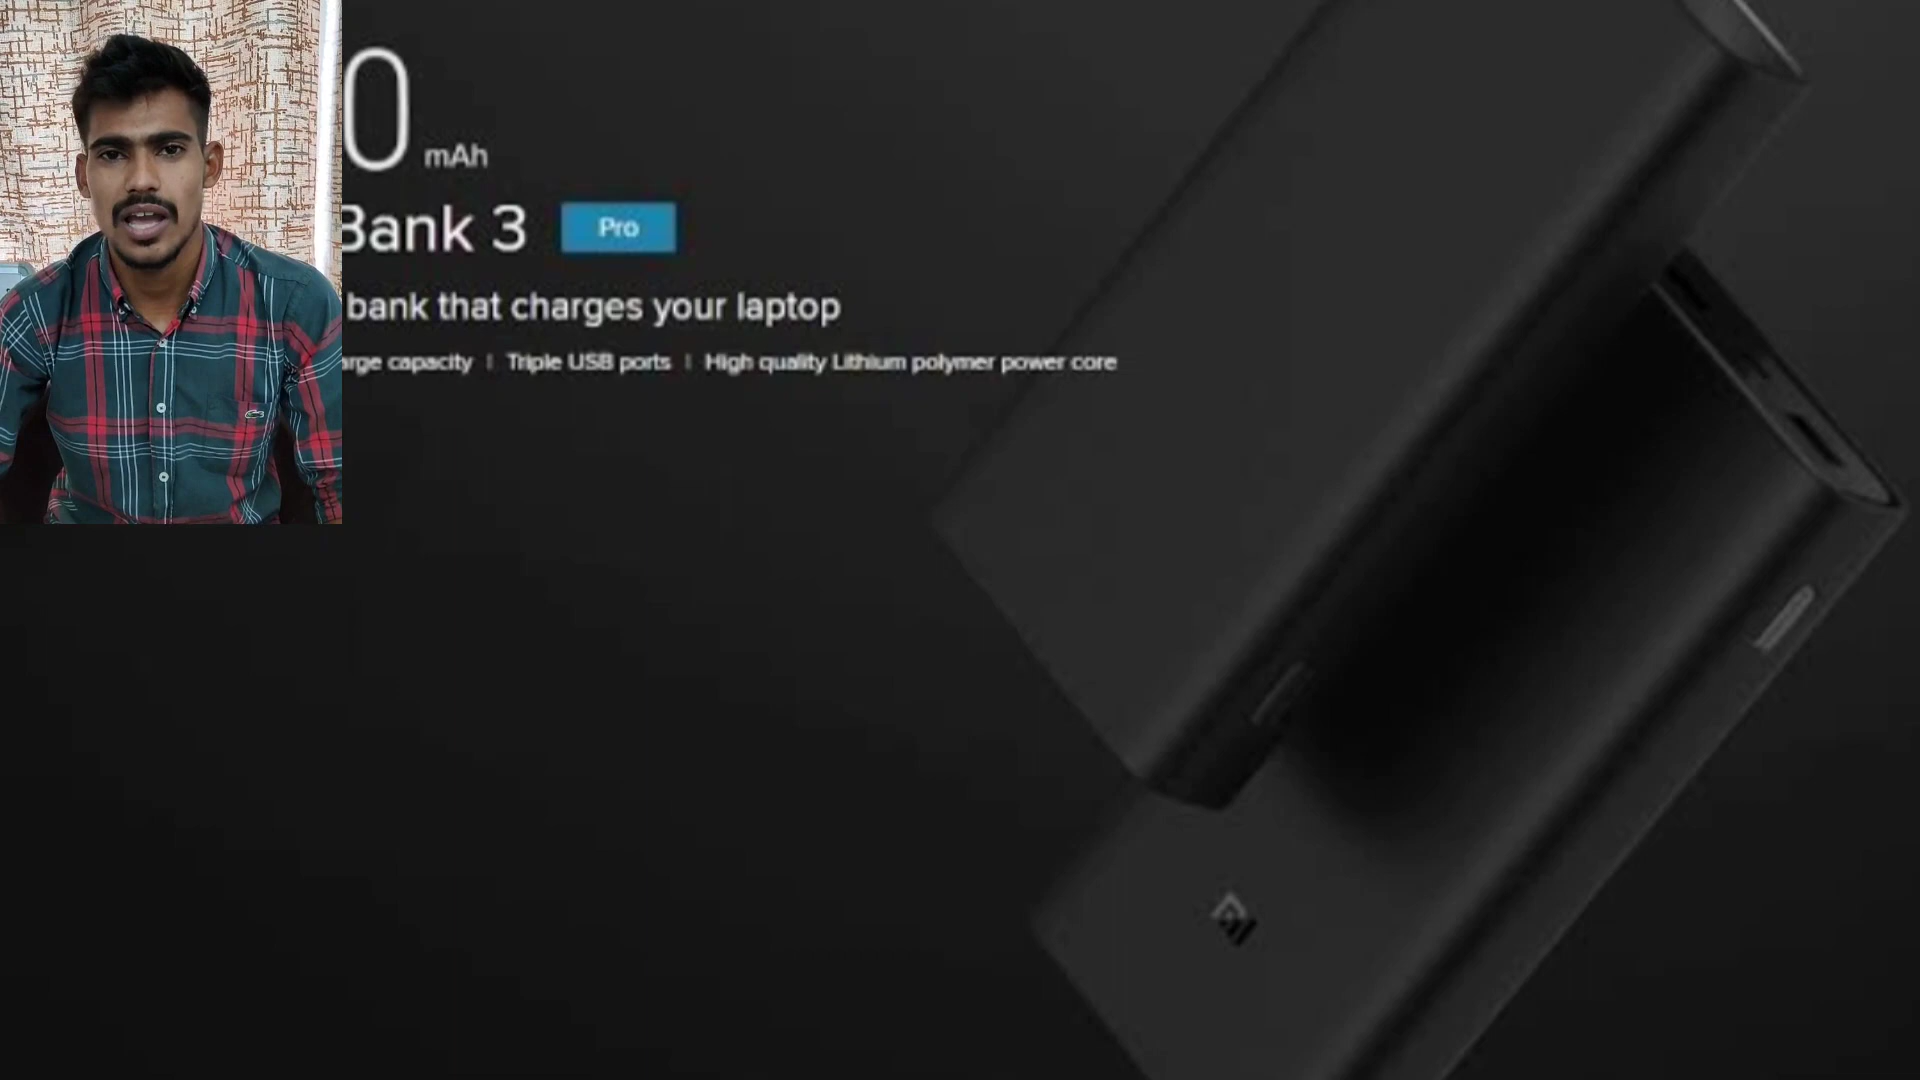 0 mAh
Bank 3 Pro
bank that charges your laptop
arge capacity | Triple USB ports | High quality Lithium polymer power core